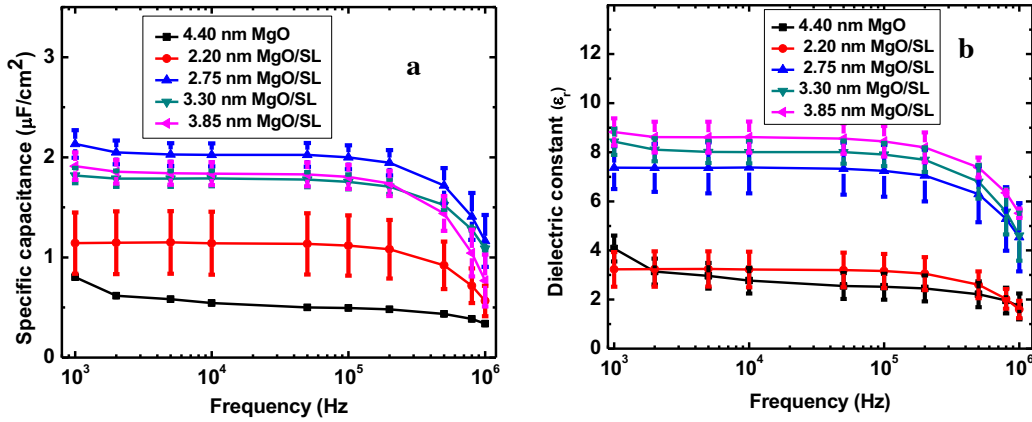 4.40 nm MgO
2.20 nm MgO/SL
2.75 nm MgO/SL
3.30 nm MgO/SL
3.85 nm MgO/SL
a
Specific capacitance (µF/cm²)
3
2
1
0
10³
10⁴
10⁵
10⁶
Frequency (Hz
4.40 nm MgO
2.20 nm MgO/SL
2.75 nm MgO/SL
3.30 nm MgO/SL
3.85 nm MgO/SL
b
Dielectric constant (εr)
12
10
8
6
4
2
0
10³
10⁴
10⁵
10⁶
Frequency (Hz)